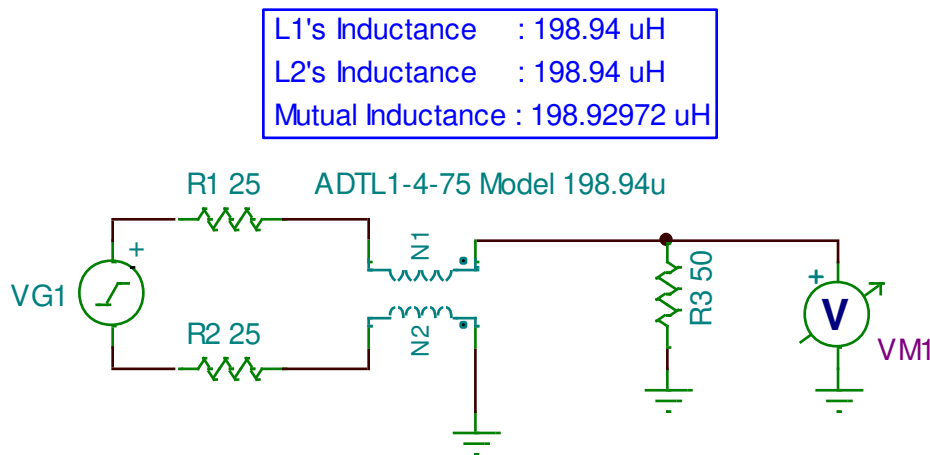 L1's Inductance : 198.94 uH
L2's Inductance : 198.94 uH
Mutual Inductance : 198.92972 uH
R1 25
ADTL1-4-75 Model 198.94u
N1
+
VG1
R3 50
+
V
R2 25
N2
VM1